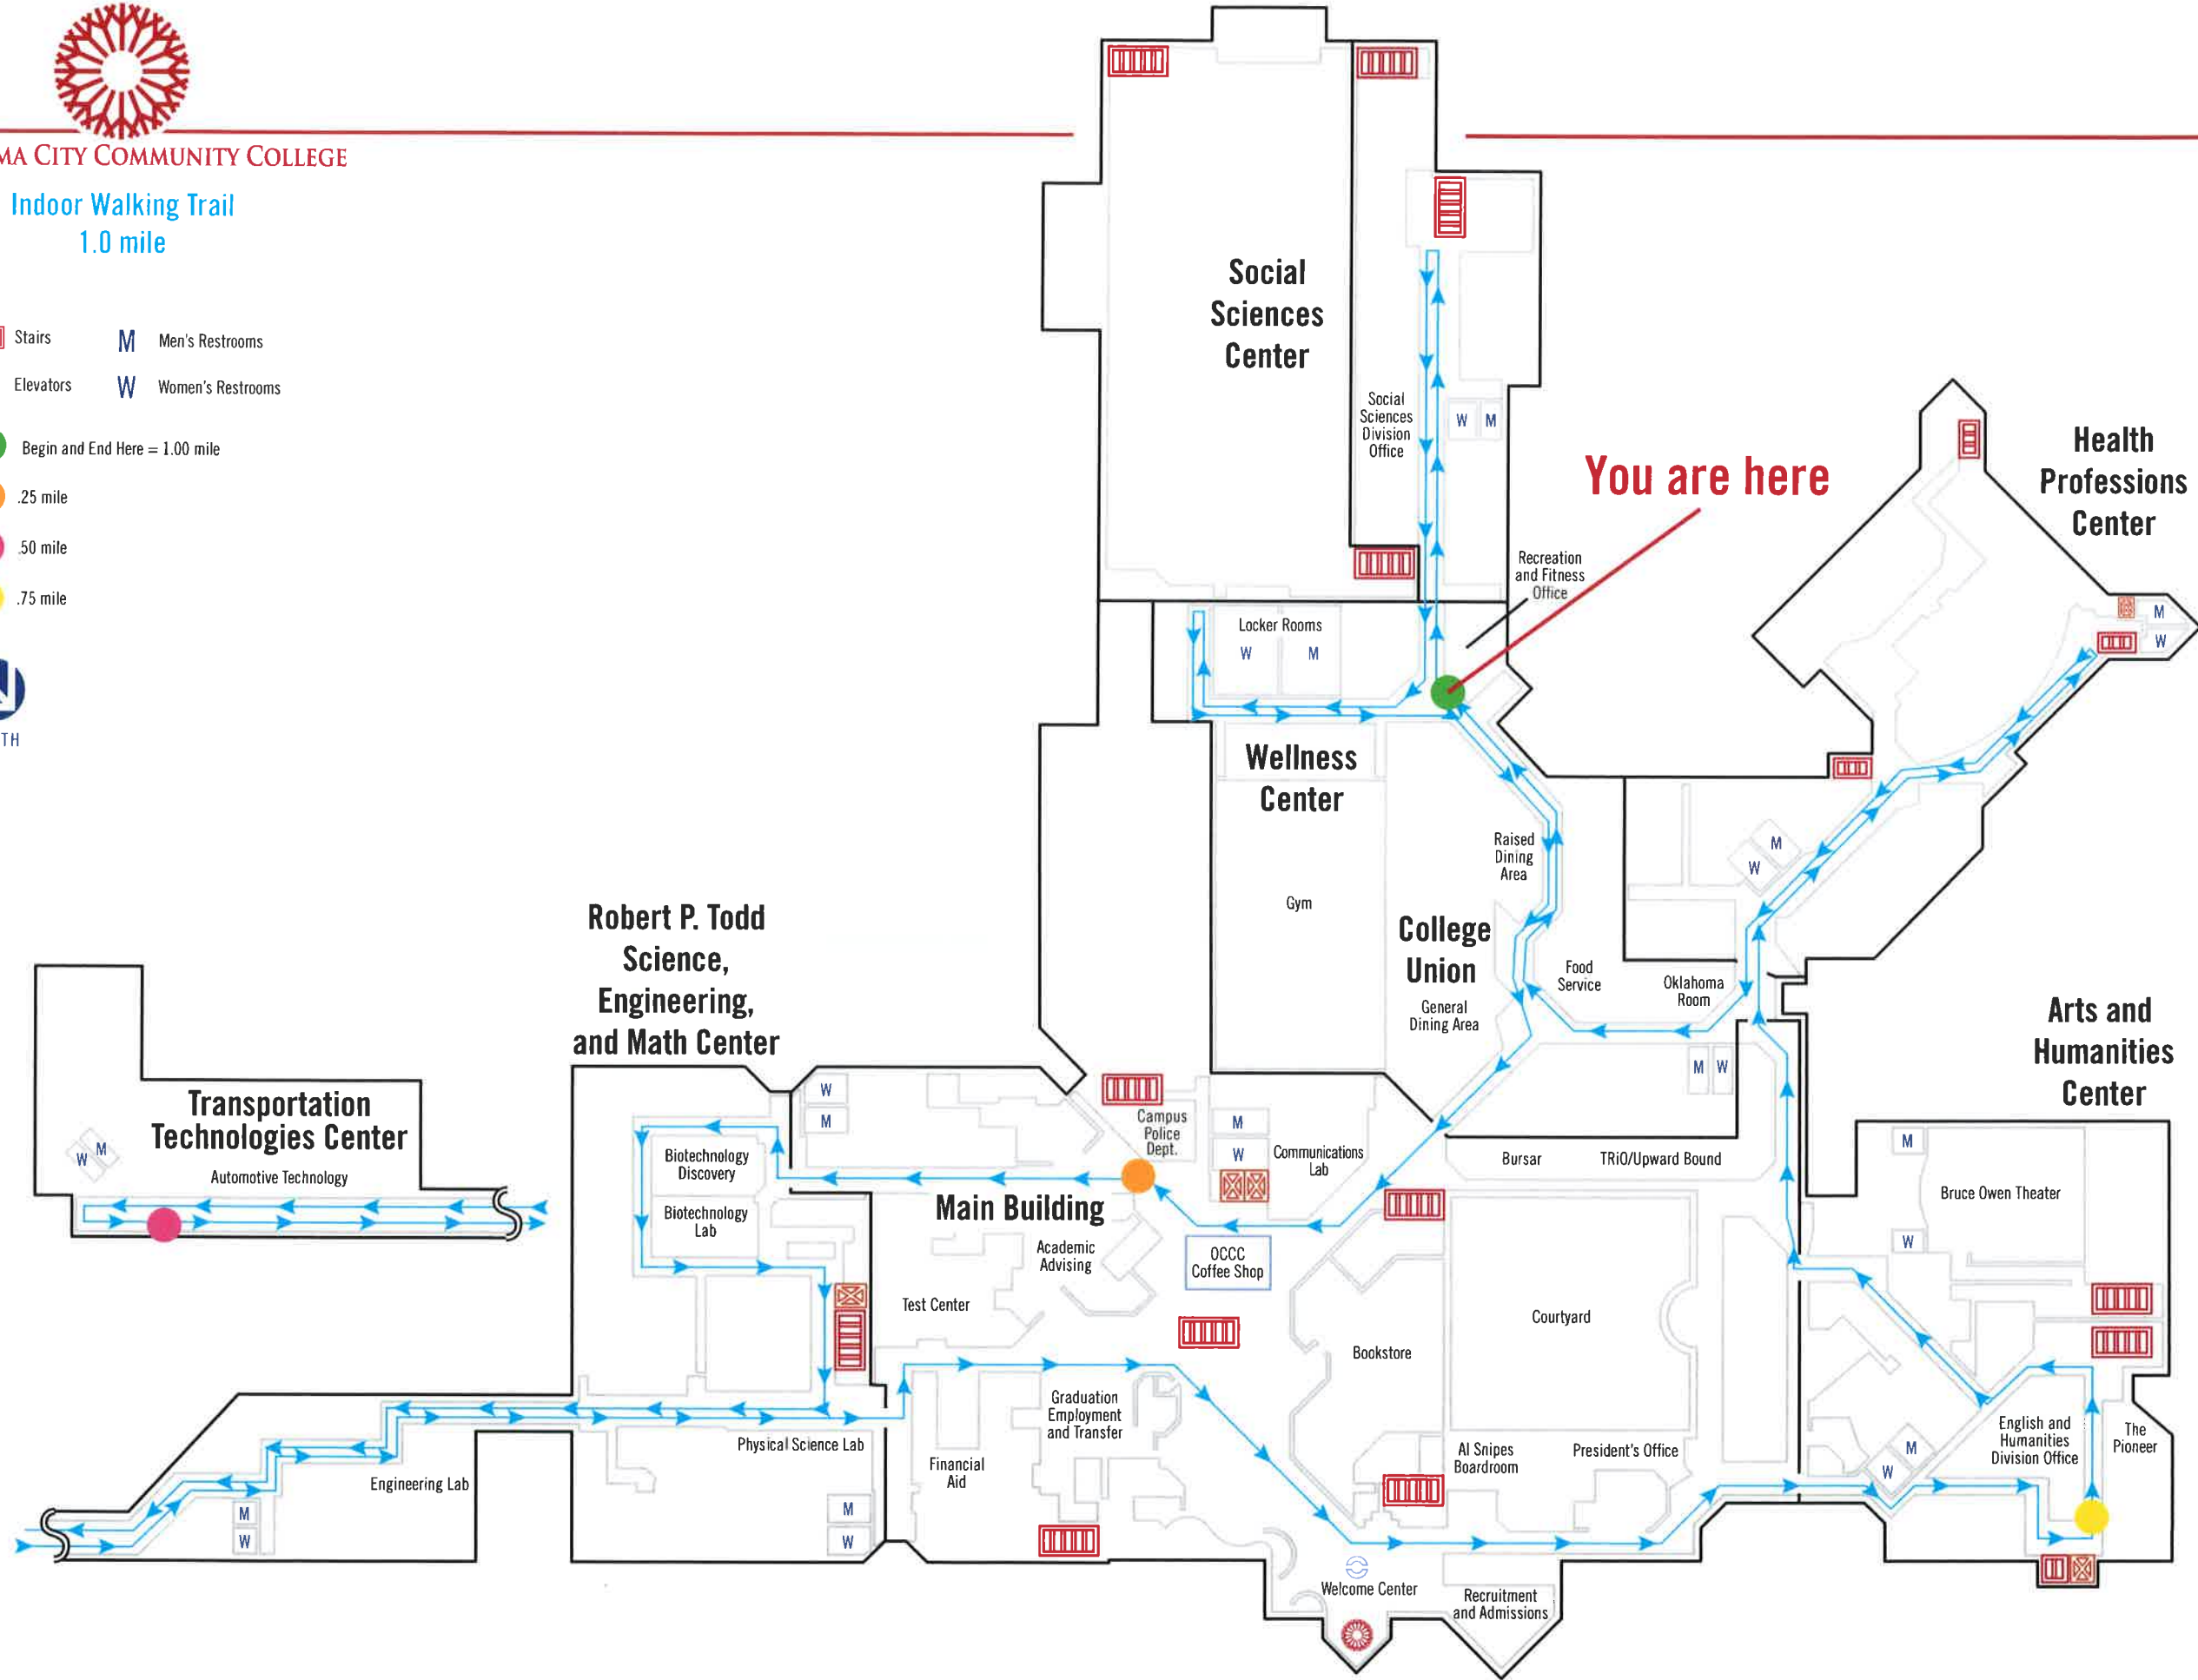 MA CITY COMMUNITY COLLEGE
Indoor Walking Trail
1.0 mile
Stairs
M
Men's Restrooms
Elevators
W
Women's Restrooms
Begin and End Here = 1.00 mile
.25 mile
.50 mile
.75 mile
N
TH
Social
Sciences
Center
Social
Sciences
Division
Office
W M
You are here
Recreation
and Fitness
Office
Health
Professions
Center
M
W
Locker Rooms
W M
Wellness
Center
Gym
Raised
Dining
Area
M
W
College
Union
General
Dining Area
Food
Service
Oklahoma
Room
M W
Robert P. Todd
Science,
Engineering,
and Math Center
Arts and
Humanities
Center
Transportation
Technologies Center
Automotive Technology
W M
W
M
Biotechnology
Discovery
Biotechnology
Lab
Campus
Police
Dept.
M
W
Communications
Lab
Bursar
TRiO/Upward Bound
M
Bruce Owen Theater
W
Main Building
Academic
Advising
OCCC
Coffee Shop
Test Center
Bookstore
Courtyard
Graduation
Employment
and Transfer
Financial
Aid
Physical Science Lab
M
W
Engineering Lab
M
W
Al Snipes
Boardroom
President's Office
M
W
English and
Humanities
Division Office
The
Pioneer
Welcome Center
Recruitment
and Admissions